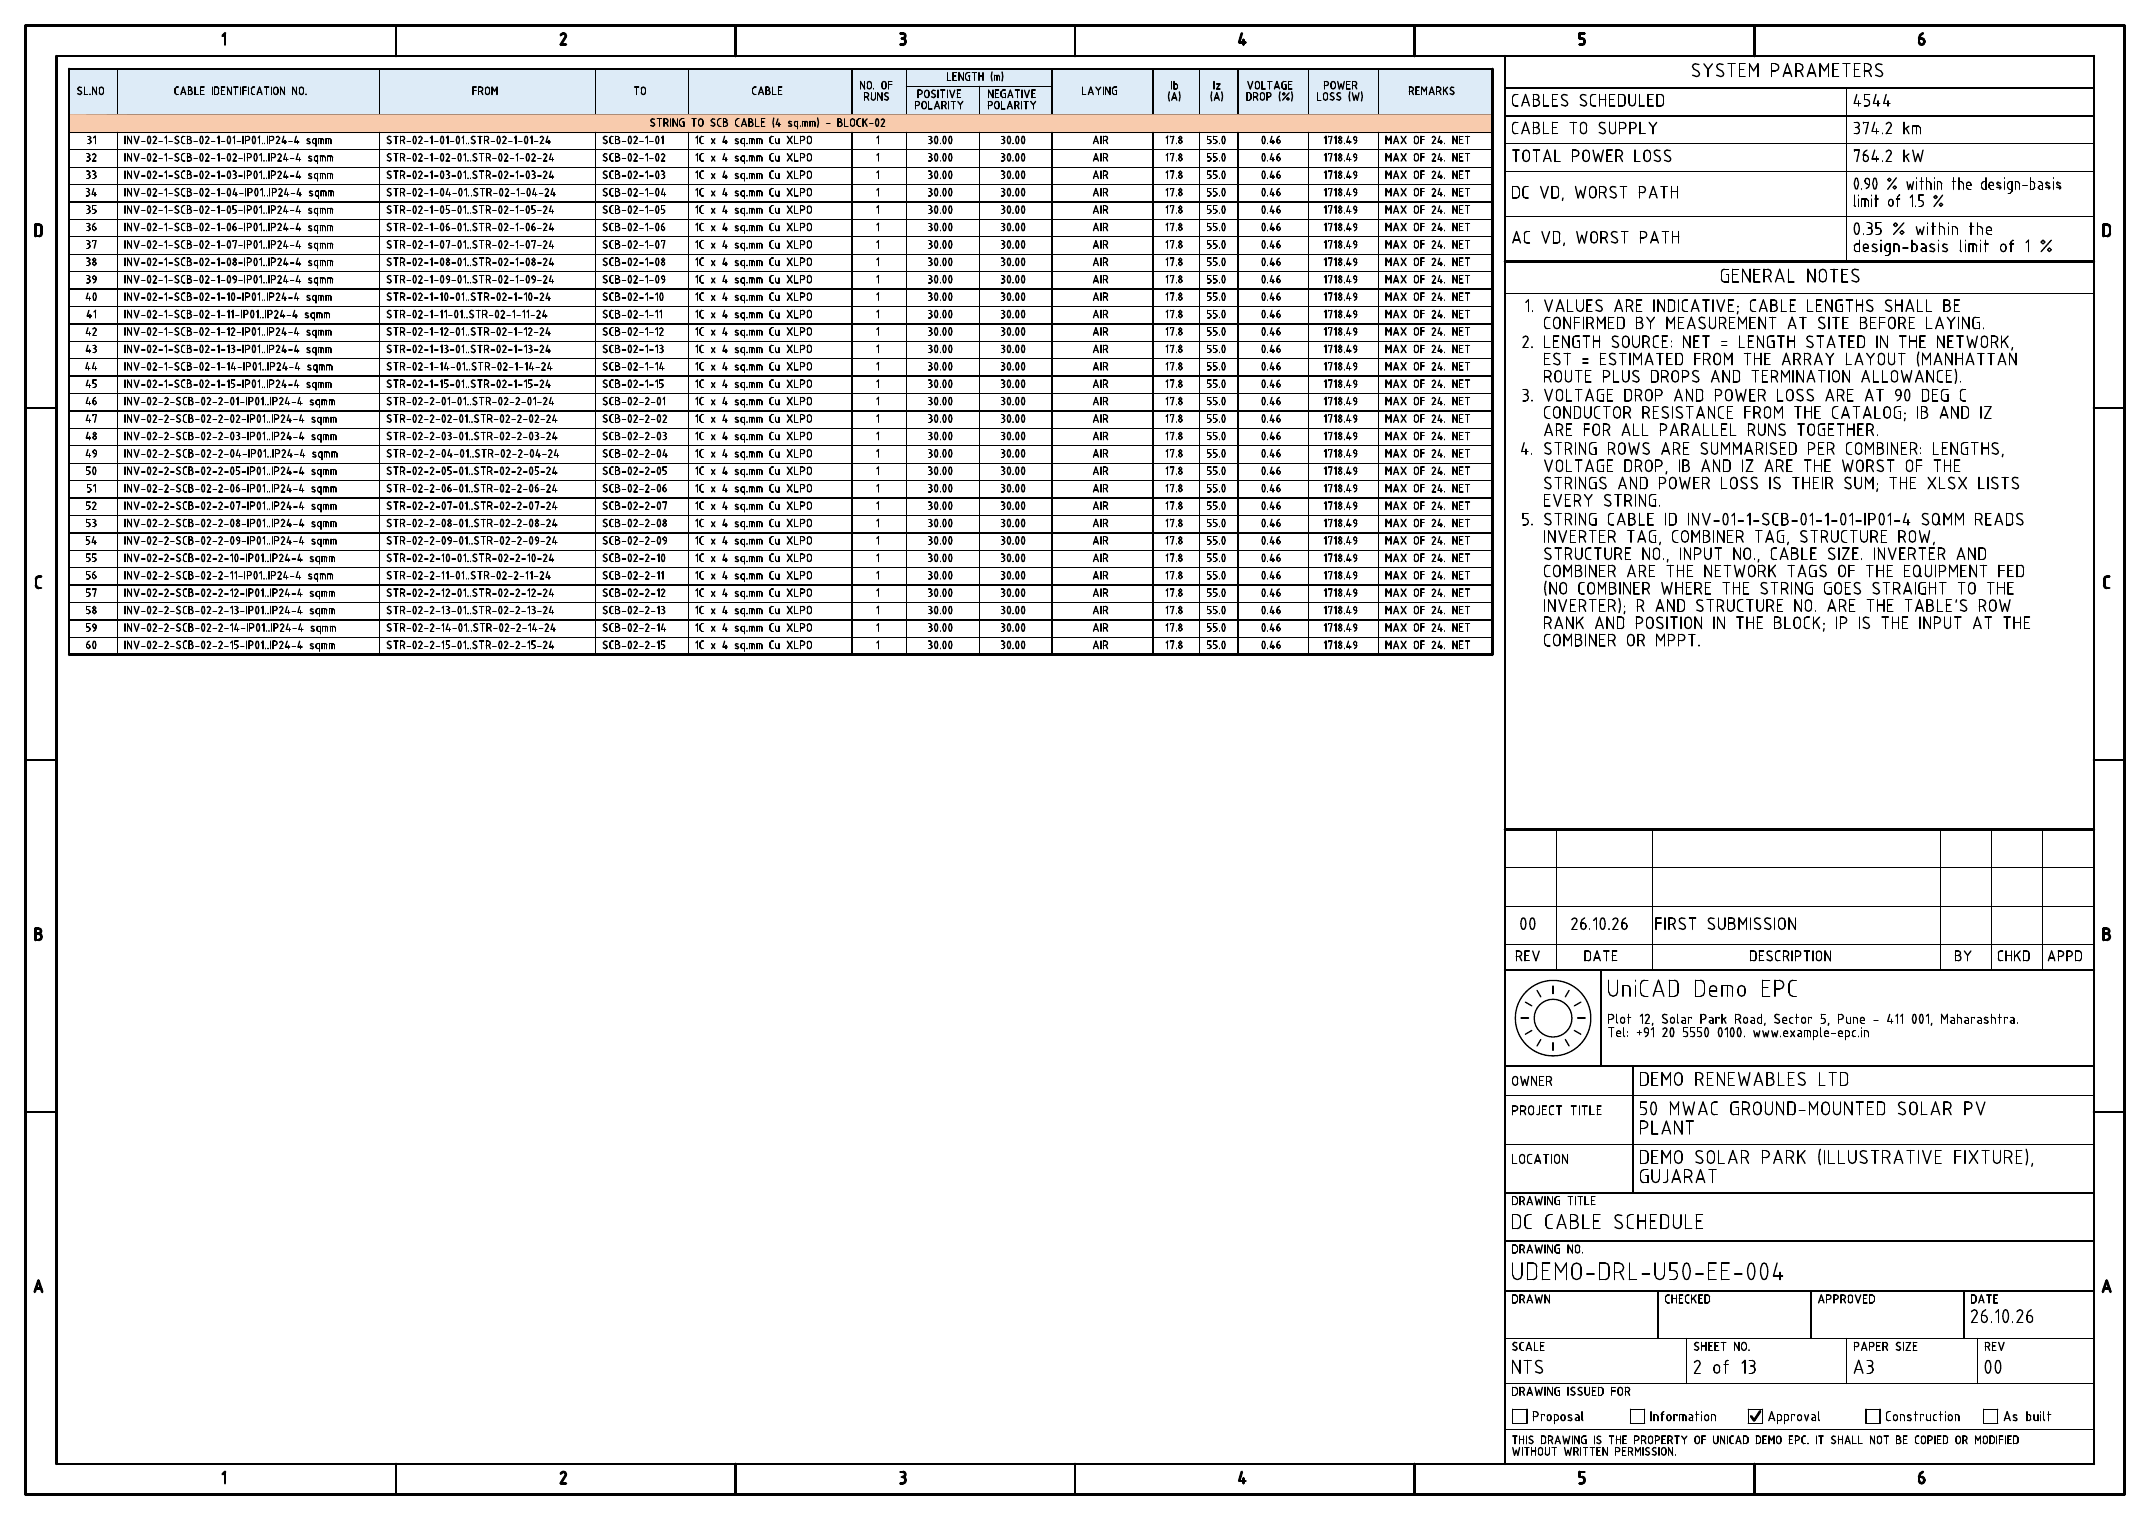 1 2 3 4 5 6
SL.NO CABLE IDENTIFICATION NO. FROM TO CABLE NO. OF RUNS LENGTH (m) POSITIVE POLARITY NEGATIVE POLARITY LAYING Ib (A) Iz (A) VOLTAGE DROP (%) POWER LOSS (W) REMARKS
STRING TO SCB CABLE (4 sq.mm) - BLOCK-02
31 INV-02-1-SCB-02-1-01-IP01..IP24-4 sqmm STR-02-1-01-01..STR-02-1-01-24 SCB-02-1-01 1C x 4 sq.mm Cu XLPO 1 30.00 30.00 AIR 17.8 55.0 0.46 1718.49 MAX OF 24. NET
32 INV-02-1-SCB-02-1-02-IP01..IP24-4 sqmm STR-02-1-02-01..STR-02-1-02-24 SCB-02-1-02 1C x 4 sq.mm Cu XLPO 1 30.00 30.00 AIR 17.8 55.0 0.46 1718.49 MAX OF 24. NET
33 INV-02-1-SCB-02-1-03-IP01..IP24-4 sqmm STR-02-1-03-01..STR-02-1-03-24 SCB-02-1-03 1C x 4 sq.mm Cu XLPO 1 30.00 30.00 AIR 17.8 55.0 0.46 1718.49 MAX OF 24. NET
34 INV-02-1-SCB-02-1-04-IP01..IP24-4 sqmm STR-02-1-04-01..STR-02-1-04-24 SCB-02-1-04 1C x 4 sq.mm Cu XLPO 1 30.00 30.00 AIR 17.8 55.0 0.46 1718.49 MAX OF 24. NET
35 INV-02-1-SCB-02-1-05-IP01..IP24-4 sqmm STR-02-1-05-01..STR-02-1-05-24 SCB-02-1-05 1C x 4 sq.mm Cu XLPO 1 30.00 30.00 AIR 17.8 55.0 0.46 1718.49 MAX OF 24. NET
36 INV-02-1-SCB-02-1-06-IP01..IP24-4 sqmm STR-02-1-06-01..STR-02-1-06-24 SCB-02-1-06 1C x 4 sq.mm Cu XLPO 1 30.00 30.00 AIR 17.8 55.0 0.46 1718.49 MAX OF 24. NET
37 INV-02-1-SCB-02-1-07-IP01..IP24-4 sqmm STR-02-1-07-01..STR-02-1-07-24 SCB-02-1-07 1C x 4 sq.mm Cu XLPO 1 30.00 30.00 AIR 17.8 55.0 0.46 1718.49 MAX OF 24. NET
38 INV-02-1-SCB-02-1-08-IP01..IP24-4 sqmm STR-02-1-08-01..STR-02-1-08-24 SCB-02-1-08 1C x 4 sq.mm Cu XLPO 1 30.00 30.00 AIR 17.8 55.0 0.46 1718.49 MAX OF 24. NET
39 INV-02-1-SCB-02-1-09-IP01..IP24-4 sqmm STR-02-1-09-01..STR-02-1-09-24 SCB-02-1-09 1C x 4 sq.mm Cu XLPO 1 30.00 30.00 AIR 17.8 55.0 0.46 1718.49 MAX OF 24. NET
40 INV-02-1-SCB-02-1-10-IP01..IP24-4 sqmm STR-02-1-10-01..STR-02-1-10-24 SCB-02-1-10 1C x 4 sq.mm Cu XLPO 1 30.00 30.00 AIR 17.8 55.0 0.46 1718.49 MAX OF 24. NET
41 INV-02-1-SCB-02-1-11-IP01..IP24-4 sqmm STR-02-1-11-01..STR-02-1-11-24 SCB-02-1-11 1C x 4 sq.mm Cu XLPO 1 30.00 30.00 AIR 17.8 55.0 0.46 1718.49 MAX OF 24. NET
42 INV-02-1-SCB-02-1-12-IP01..IP24-4 sqmm STR-02-1-12-01..STR-02-1-12-24 SCB-02-1-12 1C x 4 sq.mm Cu XLPO 1 30.00 30.00 AIR 17.8 55.0 0.46 1718.49 MAX OF 24. NET
43 INV-02-1-SCB-02-1-13-IP01..IP24-4 sqmm STR-02-1-13-01..STR-02-1-13-24 SCB-02-1-13 1C x 4 sq.mm Cu XLPO 1 30.00 30.00 AIR 17.8 55.0 0.46 1718.49 MAX OF 24. NET
44 INV-02-1-SCB-02-1-14-IP01..IP24-4 sqmm STR-02-1-14-01..STR-02-1-14-24 SCB-02-1-14 1C x 4 sq.mm Cu XLPO 1 30.00 30.00 AIR 17.8 55.0 0.46 1718.49 MAX OF 24. NET
45 INV-02-1-SCB-02-1-15-IP01..IP24-4 sqmm STR-02-1-15-01..STR-02-1-15-24 SCB-02-1-15 1C x 4 sq.mm Cu XLPO 1 30.00 30.00 AIR 17.8 55.0 0.46 1718.49 MAX OF 24. NET
46 INV-02-2-SCB-02-2-01-IP01..IP24-4 sqmm STR-02-2-01-01..STR-02-2-01-24 SCB-02-2-01 1C x 4 sq.mm Cu XLPO 1 30.00 30.00 AIR 17.8 55.0 0.46 1718.49 MAX OF 24. NET
47 INV-02-2-SCB-02-2-02-IP01..IP24-4 sqmm STR-02-2-02-01..STR-02-2-02-24 SCB-02-2-02 1C x 4 sq.mm Cu XLPO 1 30.00 30.00 AIR 17.8 55.0 0.46 1718.49 MAX OF 24. NET
48 INV-02-2-SCB-02-2-03-IP01..IP24-4 sqmm STR-02-2-03-01..STR-02-2-03-24 SCB-02-2-03 1C x 4 sq.mm Cu XLPO 1 30.00 30.00 AIR 17.8 55.0 0.46 1718.49 MAX OF 24. NET
49 INV-02-2-SCB-02-2-04-IP01..IP24-4 sqmm STR-02-2-04-01..STR-02-2-04-24 SCB-02-2-04 1C x 4 sq.mm Cu XLPO 1 30.00 30.00 AIR 17.8 55.0 0.46 1718.49 MAX OF 24. NET
50 INV-02-2-SCB-02-2-05-IP01..IP24-4 sqmm STR-02-2-05-01..STR-02-2-05-24 SCB-02-2-05 1C x 4 sq.mm Cu XLPO 1 30.00 30.00 AIR 17.8 55.0 0.46 1718.49 MAX OF 24. NET
51 INV-02-2-SCB-02-2-06-IP01..IP24-4 sqmm STR-02-2-06-01..STR-02-2-06-24 SCB-02-2-06 1C x 4 sq.mm Cu XLPO 1 30.00 30.00 AIR 17.8 55.0 0.46 1718.49 MAX OF 24. NET
52 INV-02-2-SCB-02-2-07-IP01..IP24-4 sqmm STR-02-2-07-01..STR-02-2-07-24 SCB-02-2-07 1C x 4 sq.mm Cu XLPO 1 30.00 30.00 AIR 17.8 55.0 0.46 1718.49 MAX OF 24. NET
53 INV-02-2-SCB-02-2-08-IP01..IP24-4 sqmm STR-02-2-08-01..STR-02-2-08-24 SCB-02-2-08 1C x 4 sq.mm Cu XLPO 1 30.00 30.00 AIR 17.8 55.0 0.46 1718.49 MAX OF 24. NET
54 INV-02-2-SCB-02-2-09-IP01..IP24-4 sqmm STR-02-2-09-01..STR-02-2-09-24 SCB-02-2-09 1C x 4 sq.mm Cu XLPO 1 30.00 30.00 AIR 17.8 55.0 0.46 1718.49 MAX OF 24. NET
55 INV-02-2-SCB-02-2-10-IP01..IP24-4 sqmm STR-02-2-10-01..STR-02-2-10-24 SCB-02-2-10 1C x 4 sq.mm Cu XLPO 1 30.00 30.00 AIR 17.8 55.0 0.46 1718.49 MAX OF 24. NET
56 INV-02-2-SCB-02-2-11-IP01..IP24-4 sqmm STR-02-2-11-01..STR-02-2-11-24 SCB-02-2-11 1C x 4 sq.mm Cu XLPO 1 30.00 30.00 AIR 17.8 55.0 0.46 1718.49 MAX OF 24. NET
57 INV-02-2-SCB-02-2-12-IP01..IP24-4 sqmm STR-02-2-12-01..STR-02-2-12-24 SCB-02-2-12 1C x 4 sq.mm Cu XLPO 1 30.00 30.00 AIR 17.8 55.0 0.46 1718.49 MAX OF 24. NET
58 INV-02-2-SCB-02-2-13-IP01..IP24-4 sqmm STR-02-2-13-01..STR-02-2-13-24 SCB-02-2-13 1C x 4 sq.mm Cu XLPO 1 30.00 30.00 AIR 17.8 55.0 0.46 1718.49 MAX OF 24. NET
59 INV-02-2-SCB-02-2-14-IP01..IP24-4 sqmm STR-02-2-14-01..STR-02-2-14-24 SCB-02-2-14 1C x 4 sq.mm Cu XLPO 1 30.00 30.00 AIR 17.8 55.0 0.46 1718.49 MAX OF 24. NET
60 INV-02-2-SCB-02-2-15-IP01..IP24-4 sqmm STR-02-2-15-01..STR-02-2-15-24 SCB-02-2-15 1C x 4 sq.mm Cu XLPO 1 30.00 30.00 AIR 17.8 55.0 0.46 1718.49 MAX OF 24. NET
SYSTEM PARAMETERS
CABLES SCHEDULED 4544
CABLE TO SUPPLY 374.2 km
TOTAL POWER LOSS 764.2 kW
DC VD, WORST PATH 0.90 % within the design-basis
limit of 1.5 %
AC VD, WORST PATH 0.35 % within the
design-basis limit of 1 %
GENERAL NOTES
1. VALUES ARE INDICATIVE; CABLE LENGTHS SHALL BE
CONFIRMED BY MEASUREMENT AT SITE BEFORE LAYING.
2. LENGTH SOURCE: NET = LENGTH STATED IN THE NETWORK,
EST = ESTIMATED FROM THE ARRAY LAYOUT (MANHATTAN
ROUTE PLUS DROPS AND TERMINATION ALLOWANCE).
3. VOLTAGE DROP AND POWER LOSS ARE AT 90 DEG C
CONDUCTOR RESISTANCE FROM THE CATALOG; IB AND IZ
ARE FOR ALL PARALLEL RUNS TOGETHER.
4. STRING ROWS ARE SUMMARISED PER COMBINER: LENGTHS,
VOLTAGE DROP, IB AND IZ ARE THE WORST OF THE
STRINGS AND POWER LOSS IS THEIR SUM; THE XLSX LISTS
EVERY STRING.
5. STRING CABLE ID INV-01-1-SCB-01-1-01-IP01-4 SQMM READS
INVERTER TAG, COMBINER TAG, STRUCTURE ROW,
STRUCTURE NO., INPUT NO., CABLE SIZE. INVERTER AND
COMBINER ARE THE NETWORK TAGS OF THE EQUIPMENT FED
(NO COMBINER WHERE THE STRING GOES STRAIGHT TO THE
INVERTER); R AND STRUCTURE NO. ARE THE TABLE'S ROW
RANK AND POSITION IN THE BLOCK; IP IS THE INPUT AT THE
COMBINER OR MPPT.
00 26.10.26 FIRST SUBMISSION
REV DATE DESCRIPTION BY CHKD APPD
UniCAD Demo EPC
Plot 12, Solar Park Road, Sector 5, Pune - 411 001, Maharashtra.
Tel: +91 20 5550 0100. www.example-epc.in
OWNER DEMO RENEWABLES LTD
PROJECT TITLE 50 MWAC GROUND-MOUNTED SOLAR PV
PLANT
LOCATION DEMO SOLAR PARK (ILLUSTRATIVE FIXTURE),
GUJARAT
DRAWING TITLE
DC CABLE SCHEDULE
DRAWING NO.
UDEMO-DRL-U50-EE-004
DRAWN CHECKED APPROVED DATE
26.10.26
SCALE SHEET NO. PAPER SIZE REV
NTS 2 of 13 A3 00
DRAWING ISSUED FOR
Proposal Information Approval Construction As built
THIS DRAWING IS THE PROPERTY OF UNICAD DEMO EPC. IT SHALL NOT BE COPIED OR MODIFIED
WITHOUT WRITTEN PERMISSION.
D D
C C
B B
A A
1 2 3 4 5 6